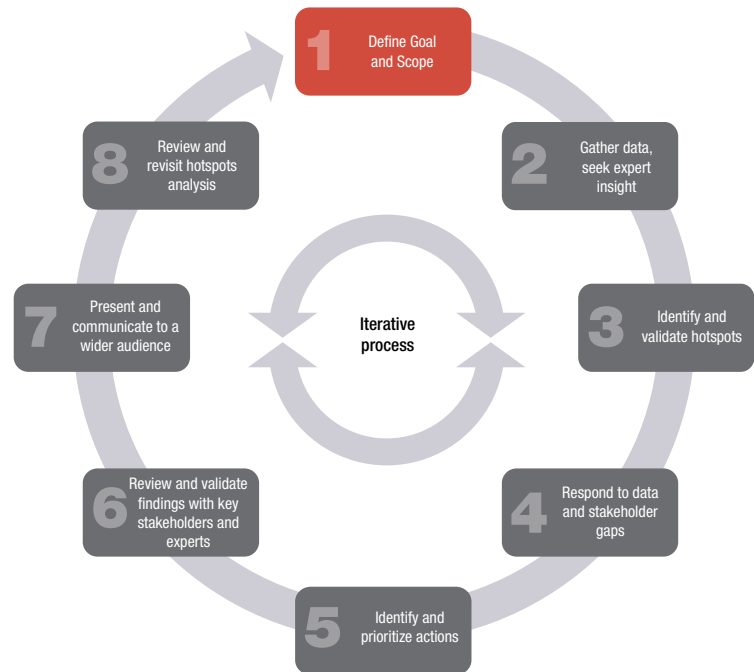 1
Define Goal
and Scope
2
Gather data,
seek expert
insight
3
Identify and
validate hotspots
4
Respond to data
and stakeholder
gaps
5
Identify and
prioritize actions
6
Review and validate
findings with key
stakeholders and
experts
7
Present and
communicate to a
wider audience
8
Review and
revisit hotspots
analysis
Iterative
process